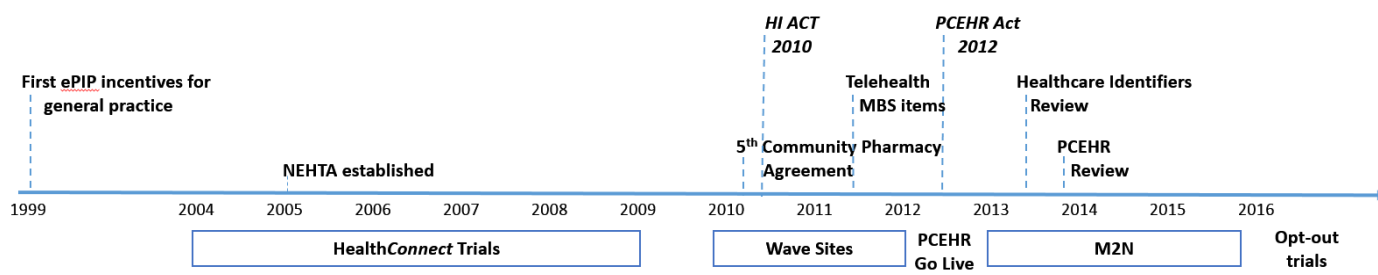 HI ACT
2010
PCEHR Act
2012
First ePIP incentives for
general practice
Telehealth
MBS items
Healthcare Identifiers
Review
5th Community Pharmacy
Agreement
PCEHR
Review
NEHTA established
1999 2004 2005 2006 2007 2008 2009 2010 2011 2012 2013 2014 2015 2016
HealthConnect Trials
Wave Sites
PCEHR
Go Live
M2N
Opt-out
trials